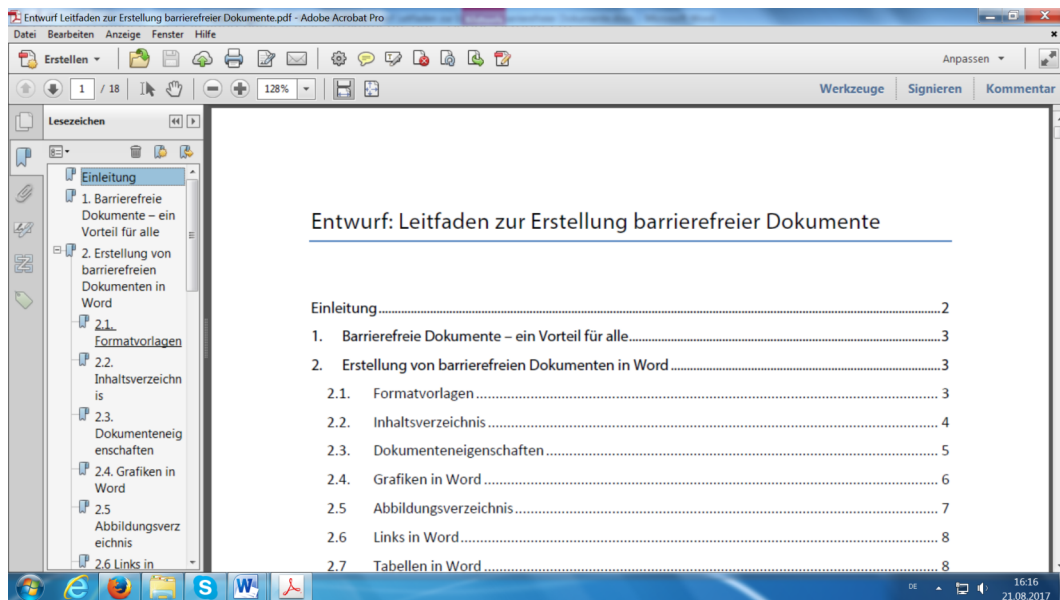 Entwurf Leitfaden zur Erstellung barrierefreier Dokumente.pdf - Adobe Acrobat Pro
Datei Bearbeiten Anzeige Fenster Hilfe
Erstellen Anpassen
1 / 18 128% Werkzeuge Signieren Kommentar
Lesezeichen
Einleitung
1. Barrierefreie
Dokumente – ein
Vorteil für alle
2. Erstellung von
barrierefreien
Dokumenten in
Word
2.1.
Formatvorlagen
2.2.
Inhaltsverzeichn
is
2.3.
Dokumenteneig
enschaften
2.4. Grafiken in
Word
2.5
Abbildungsverz
eichnis
2.6 Links in
Entwurf: Leitfaden zur Erstellung barrierefreier Dokumente
Einleitung 2
1. Barrierefreie Dokumente – ein Vorteil für alle 3
2. Erstellung von barrierefreien Dokumenten in Word 3
2.1. Formatvorlagen 3
2.2. Inhaltsverzeichnis 4
2.3. Dokumenteneigenschaften 5
2.4. Grafiken in Word 6
2.5 Abbildungsverzeichnis 7
2.6 Links in Word 8
2.7 Tabellen in Word 8
DE 16:16
21.08.2017